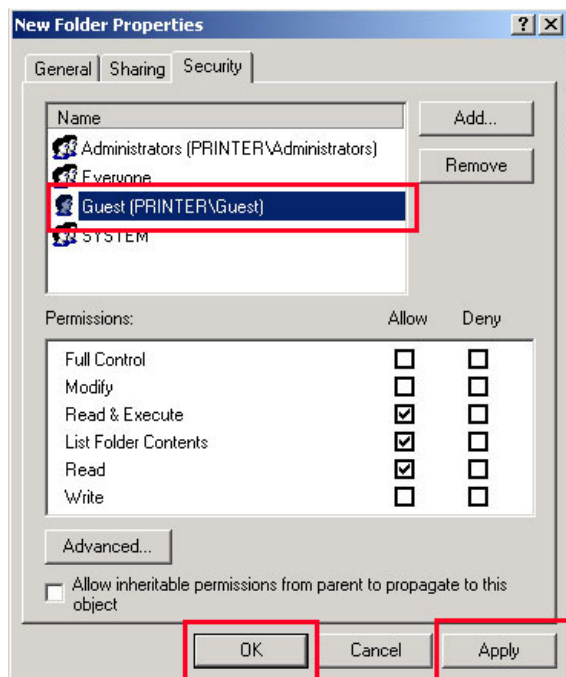 New Folder Properties
General Sharing Security
Name
Add...
Administrators (PRINTER\Administrators)
Remove
Everyone
Guest (PRINTER\Guest)
SYSTEM
Permissions: Allow Deny
Full Control
Modify
Read & Execute
List Folder Contents
Read
Write
Advanced...
Allow inheritable permissions from parent to propagate to this
object
OK Cancel Apply